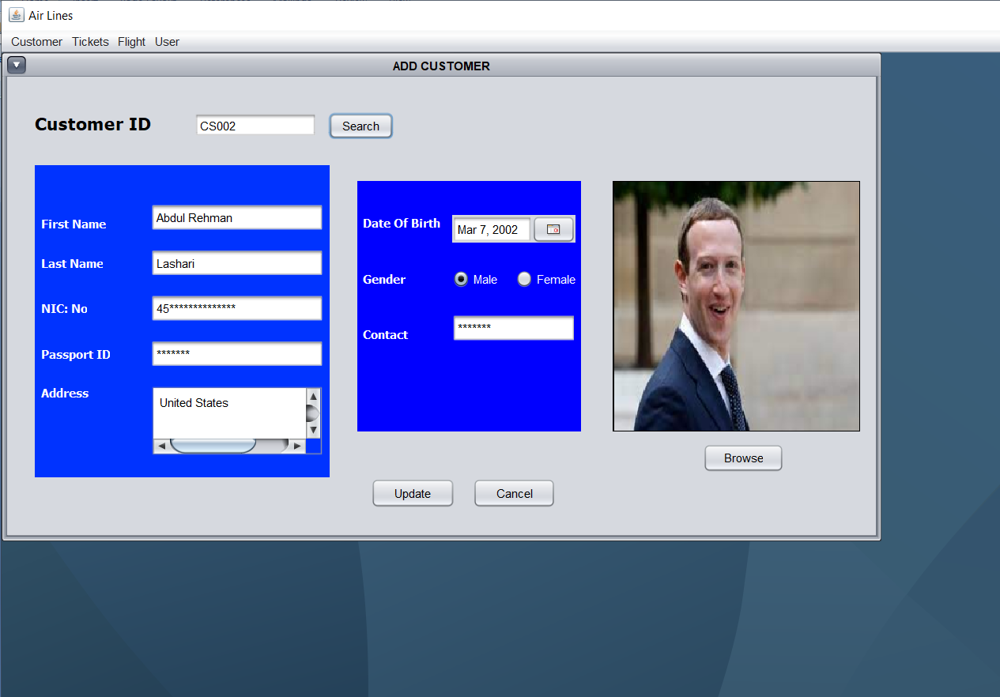 Air Lines
Customer Tickets Flight User
ADD CUSTOMER
Customer ID CS002 Search
First Name Abdul Rehman
Last Name Lashari
NIC: No 45**************
Passport ID *******
Address United States
Date Of Birth Mar 7, 2002
Gender Male Female
Contact *******
Browse
Update Cancel